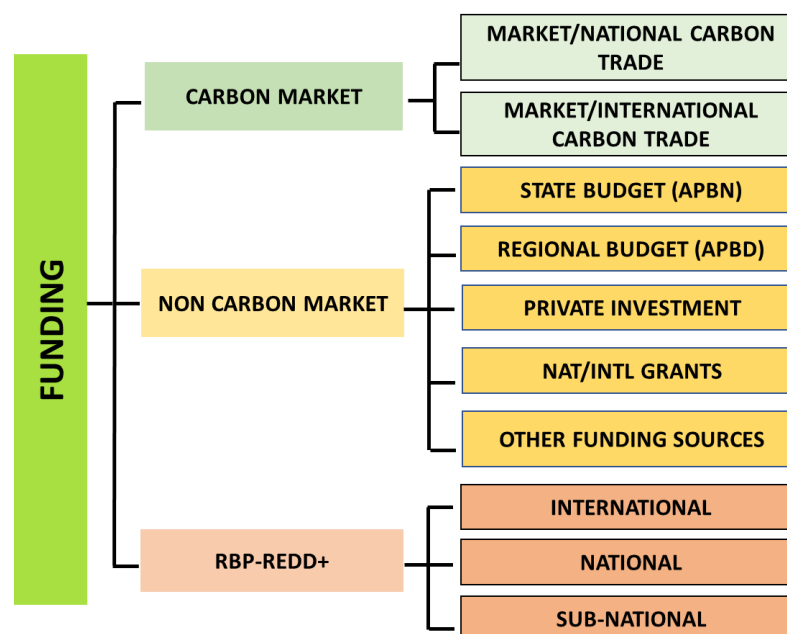 FUNDING
CARBON MARKET
MARKET/NATIONAL CARBON
TRADE
MARKET/INTERNATIONAL
CARBON TRADE
NON CARBON MARKET
STATE BUDGET (APBN)
REGIONAL BUDGET (APBD)
PRIVATE INVESTMENT
NAT/INTL GRANTS
OTHER FUNDING SOURCES
RBP-REDD+
INTERNATIONAL
NATIONAL
SUB-NATIONAL